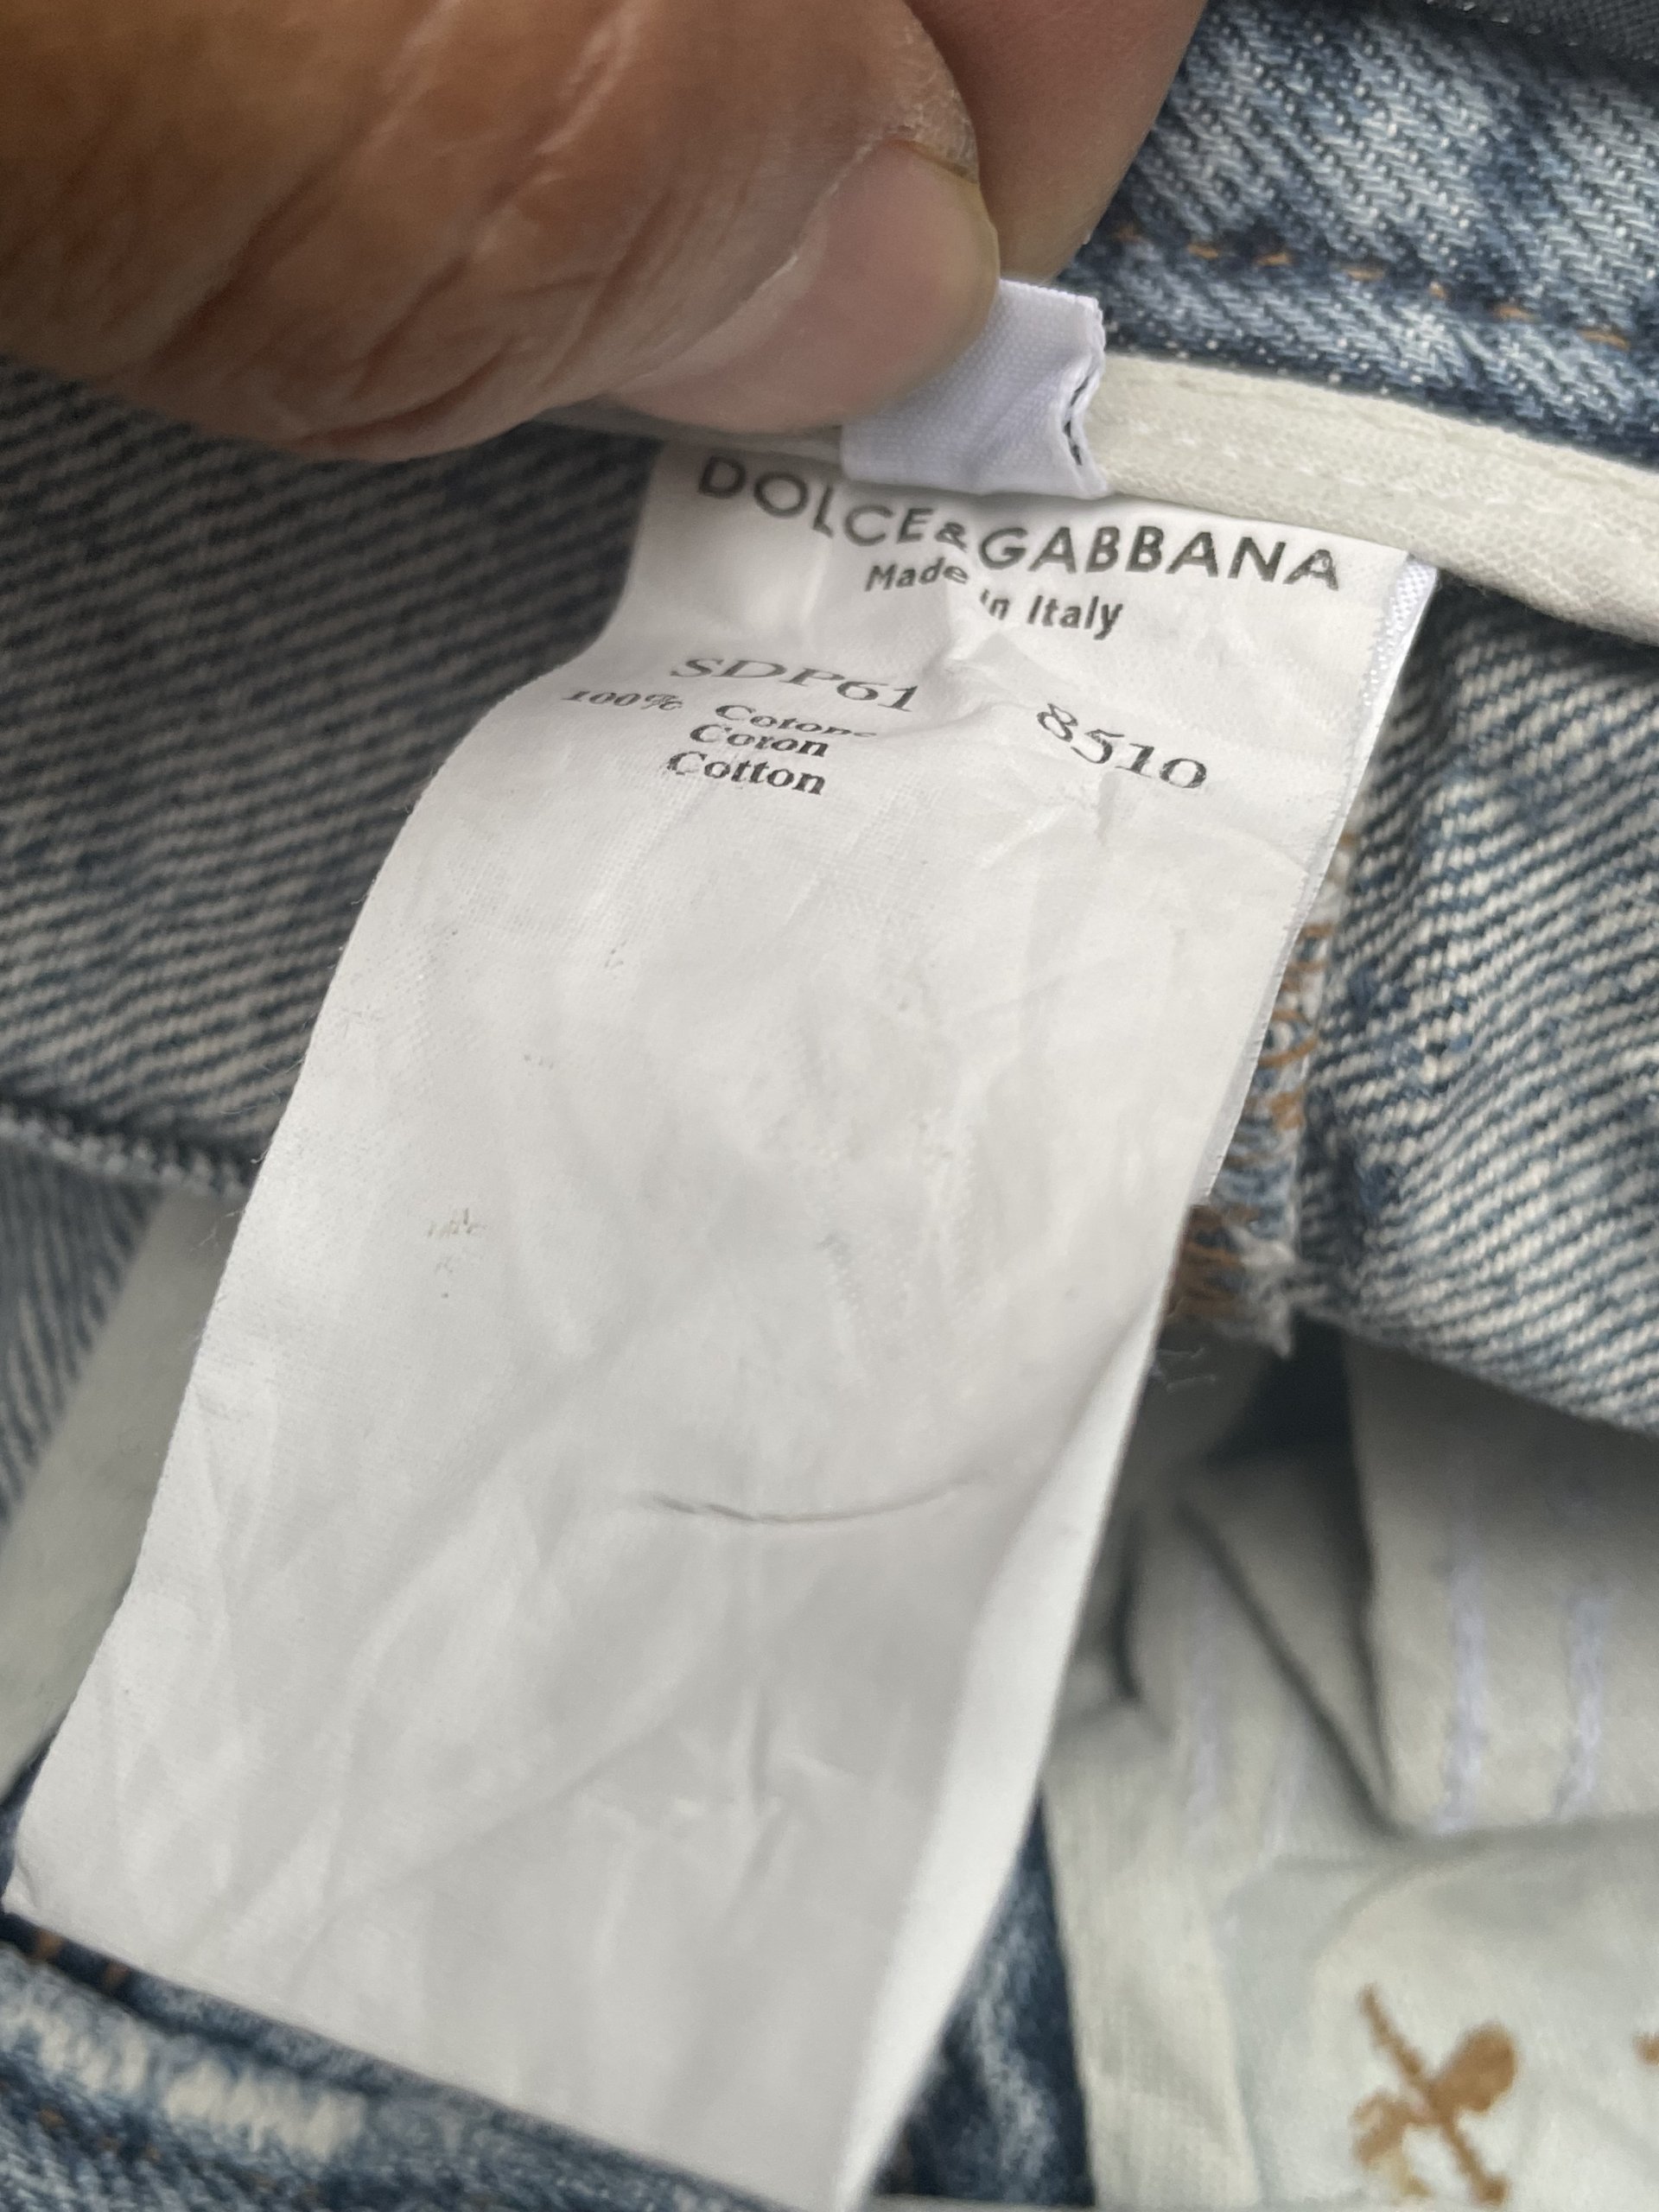 DOLCE&GABBANA
Made in Italy
SDP61 8510
100% Cotone
Coton
Cotton